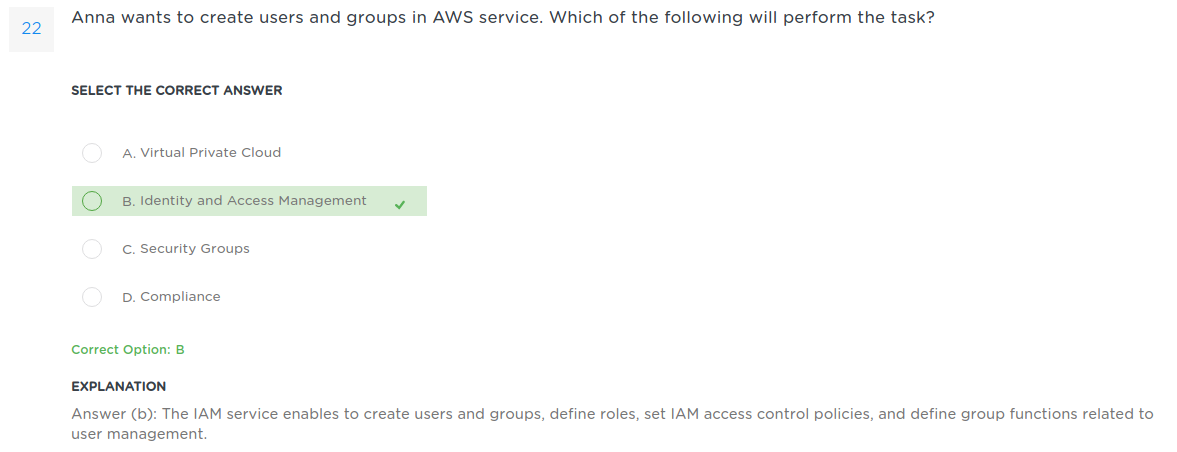 22
Anna wants to create users and groups in AWS service. Which of the following will perform the task?
SELECT THE CORRECT ANSWER
A. Virtual Private Cloud
B. Identity and Access Management
C. Security Groups
D. Compliance
Correct Option: B
EXPLANATION
Answer (b): The IAM service enables to create users and groups, define roles, set IAM access control policies, and define group functions related to
user management.